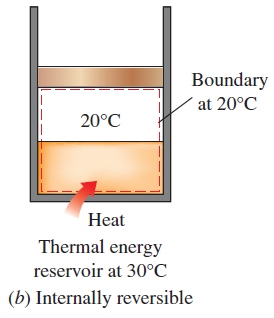 Boundary
at 20°C
20°C
Heat
Thermal energy
reservoir at 30°C
(b) Internally reversible